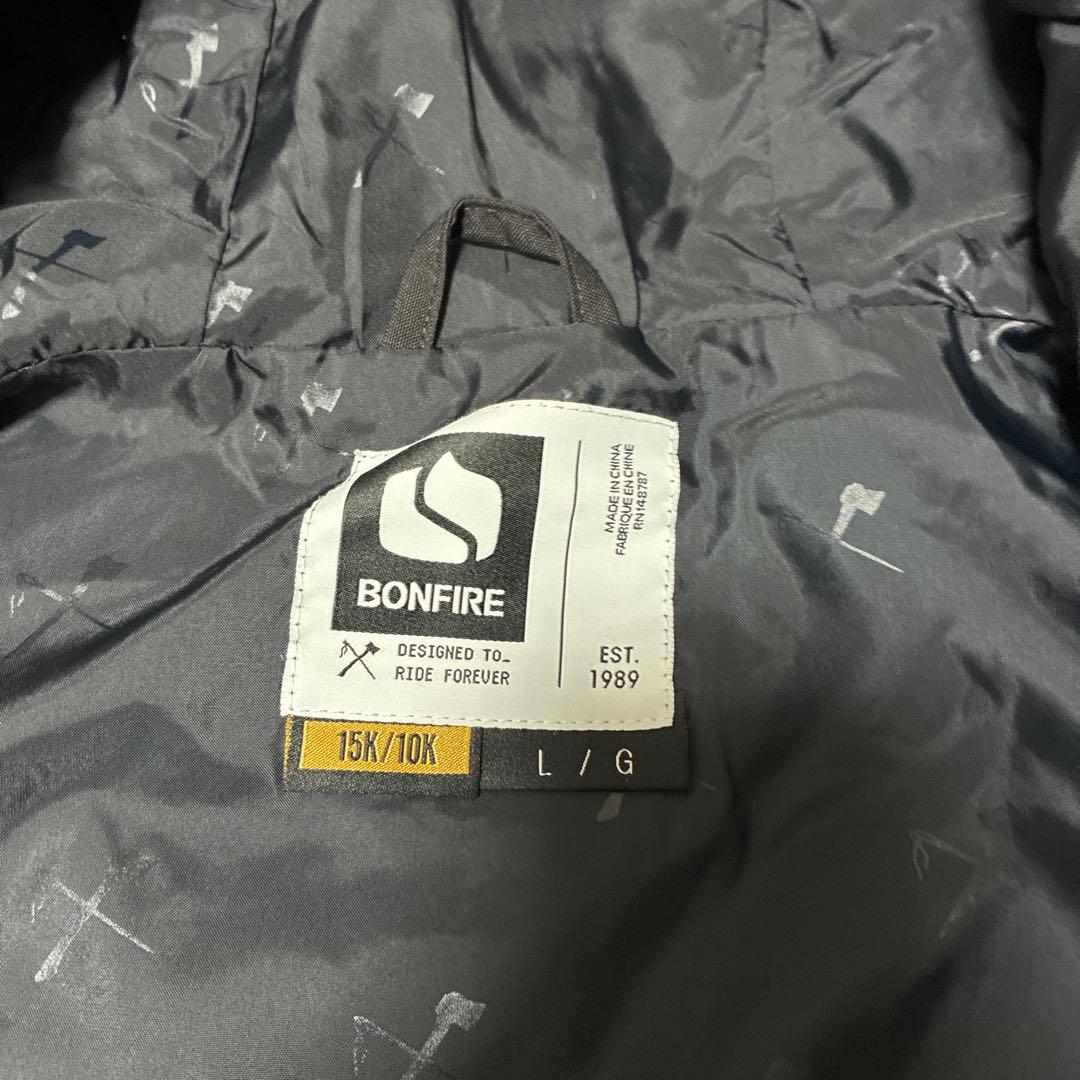 BONFIRE
DESIGNED TO_
RIDE FOREVER
MADE IN CHINA
FABRIQUE EN CHINE
RN148787
EST.
1989
15K/10K
L / G